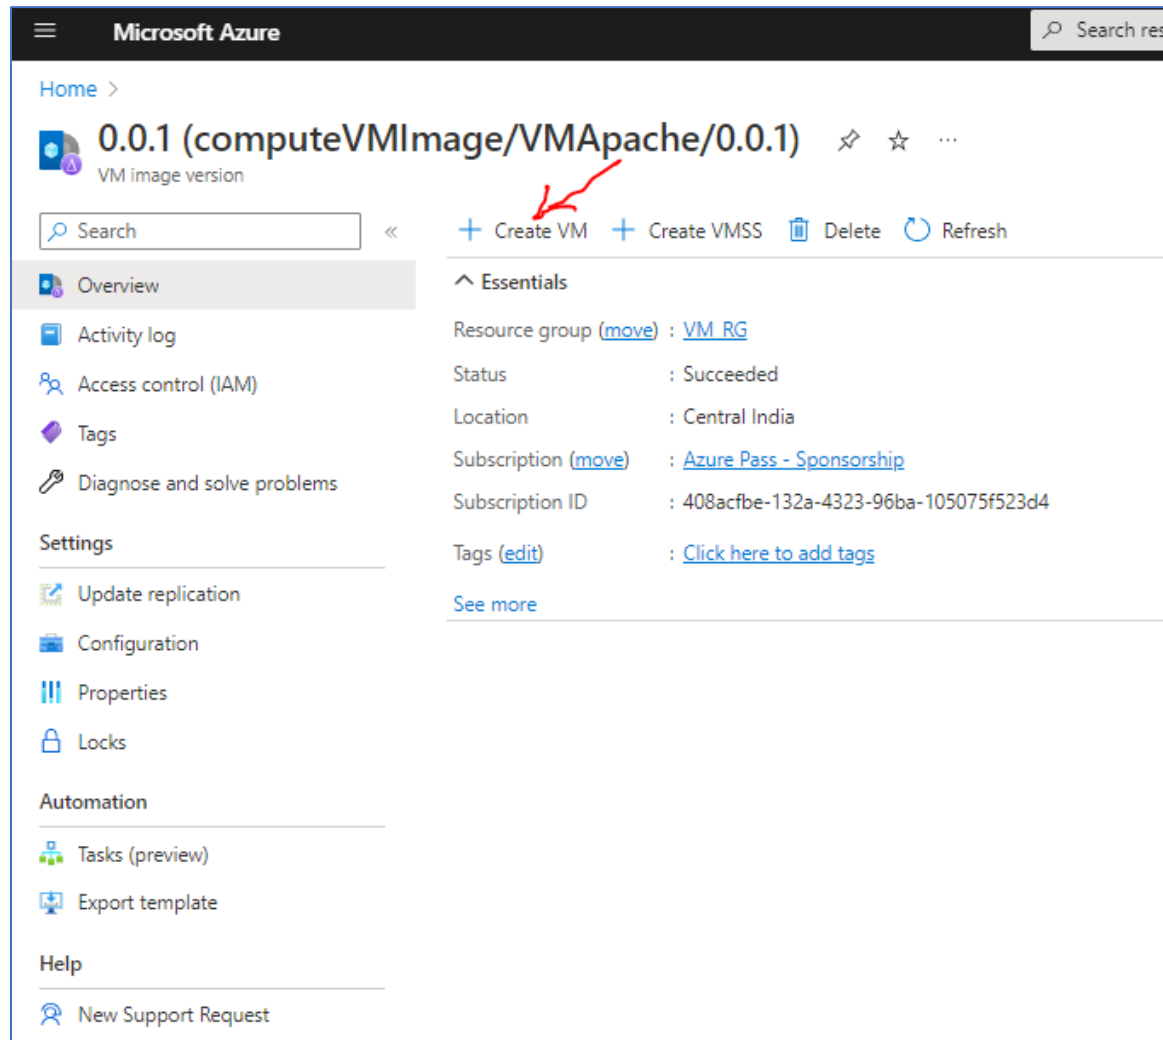 Microsoft Azure
Search res
Home >
0.0.1 (computeVMImage/VMApache/0.0.1) ...
VM image version
Search «
+ Create VM + Create VMSS Delete Refresh
Overview
Essentials
Activity log
Resource group (move) : VM_RG
Access control (IAM)
Status : Succeeded
Tags
Location : Central India
Diagnose and solve problems
Subscription (move) : Azure Pass - Sponsorship
Subscription ID : 408acfbe-132a-4323-96ba-105075f523d4
Settings
Tags (edit) : Click here to add tags
Update replication
See more
Configuration
Properties
Locks
Automation
Tasks (preview)
Export template
Help
New Support Request